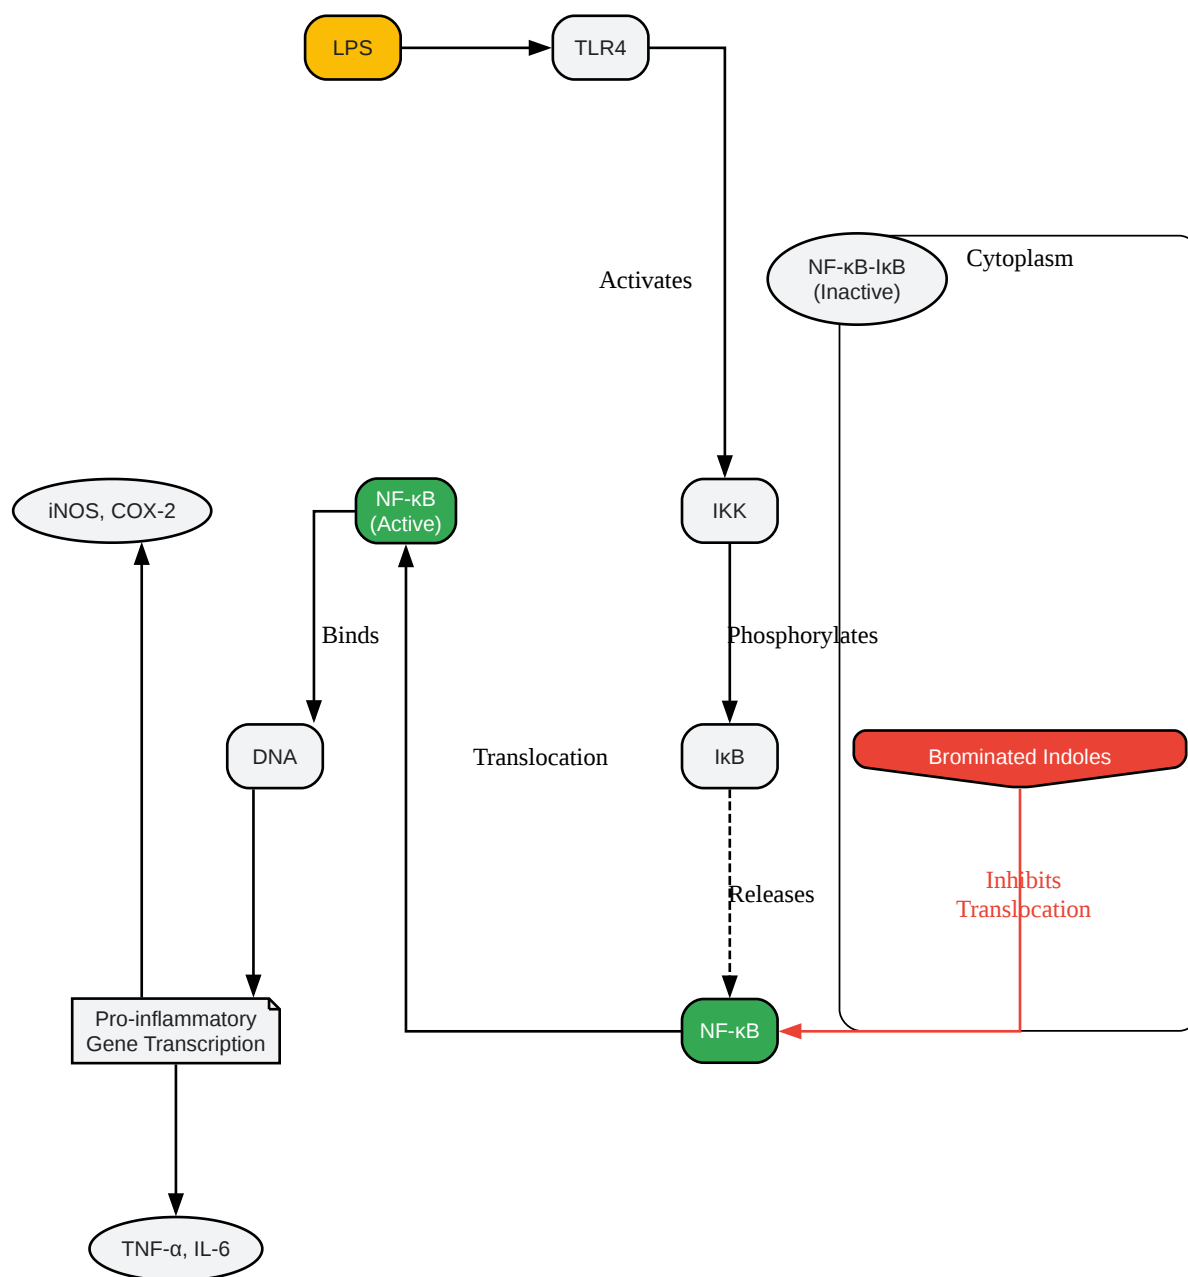 LPS
TLR4
Activates
NF-κB-IκB
(Inactive)
Cytoplasm
iNOS, COX-2
NF-κB
(Active)
IKK
Binds
Phosphorylates
DNA
Translocation
IκB
Brominated Indoles
Releases
Inhibits
Translocation
Pro-inflammatory
Gene Transcription
NF-κB
TNF-α, IL-6